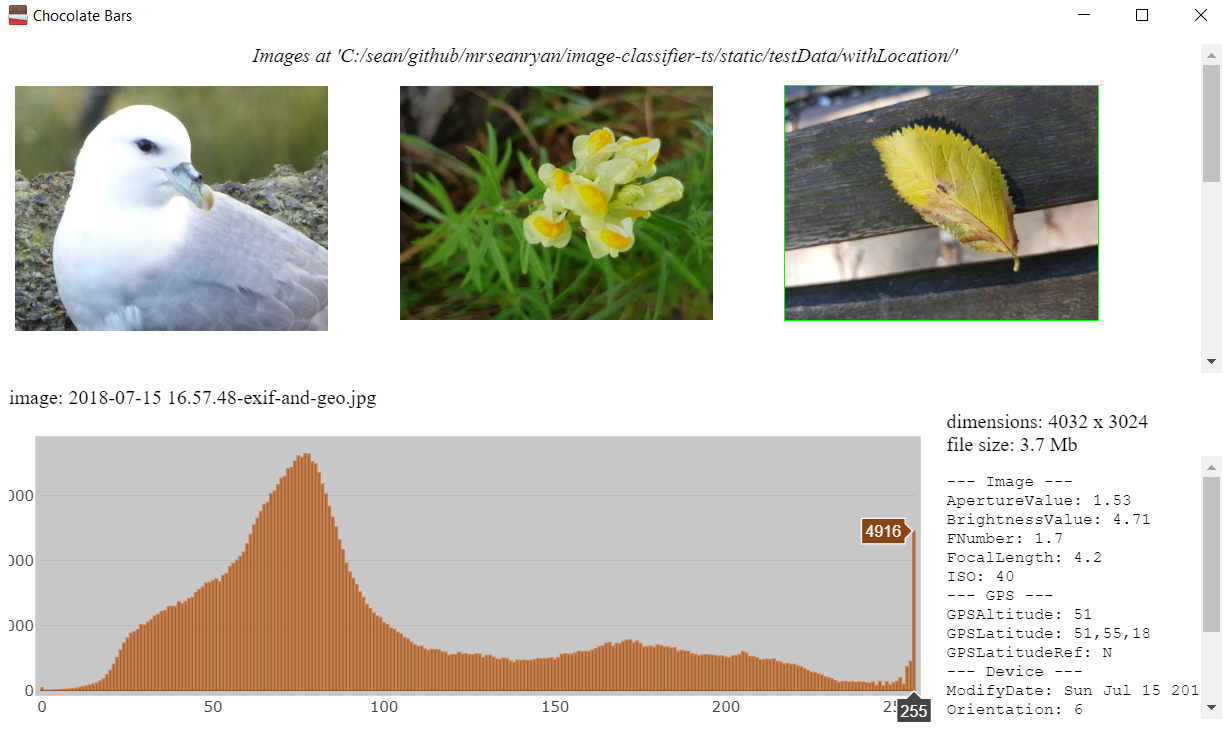 Chocolate Bars
Images at 'C:/sean/github/mrseanryan/image-classifier-ts/static/testData/withLocation/'
image: 2018-07-15 16.57.48-exif-and-geo.jpg
dimensions: 4032 x 3024
file size: 3.7 Mb
000
000
000
0
0 50 100 150 200
4916
255
--- Image ---
ApertureValue: 1.53
BrightnessValue: 4.71
FNumber: 1.7
FocalLength: 4.2
ISO: 40
--- GPS ---
GPSAltitude: 51
GPSLatitude: 51,55,18
GPSLatitudeRef: N
--- Device ---
ModifyDate: Sun Jul 15 201
Orientation: 6